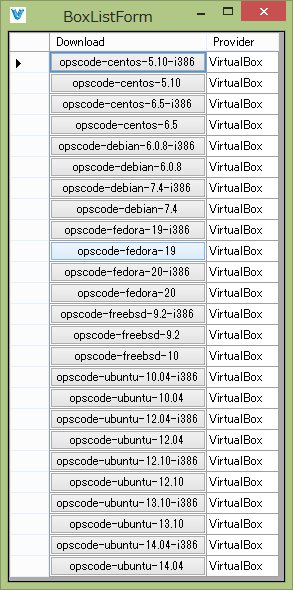 BoxListForm
Download Provider
opscode-centos-5.10-i386 VirtualBox
opscode-centos-5.10 VirtualBox
opscode-centos-6.5-i386 VirtualBox
opscode-centos-6.5 VirtualBox
opscode-debian-6.0.8-i386 VirtualBox
opscode-debian-6.0.8 VirtualBox
opscode-debian-7.4-i386 VirtualBox
opscode-debian-7.4 VirtualBox
opscode-fedora-19-i386 VirtualBox
opscode-fedora-19 VirtualBox
opscode-fedora-20-i386 VirtualBox
opscode-fedora-20 VirtualBox
opscode-freebsd-9.2-i386 VirtualBox
opscode-freebsd-9.2 VirtualBox
opscode-freebsd-10 VirtualBox
opscode-ubuntu-10.04-i386 VirtualBox
opscode-ubuntu-10.04 VirtualBox
opscode-ubuntu-12.04-i386 VirtualBox
opscode-ubuntu-12.04 VirtualBox
opscode-ubuntu-12.10-i386 VirtualBox
opscode-ubuntu-12.10 VirtualBox
opscode-ubuntu-13.10-i386 VirtualBox
opscode-ubuntu-13.10 VirtualBox
opscode-ubuntu-14.04-i386 VirtualBox
opscode-ubuntu-14.04 VirtualBox